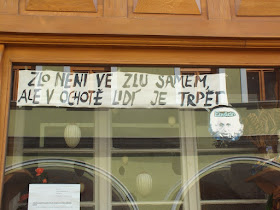 ZLO NENÍ VE ZLU SAMÉM,
ALE V OCHOTĚ LIDÍ JE TRPĚT